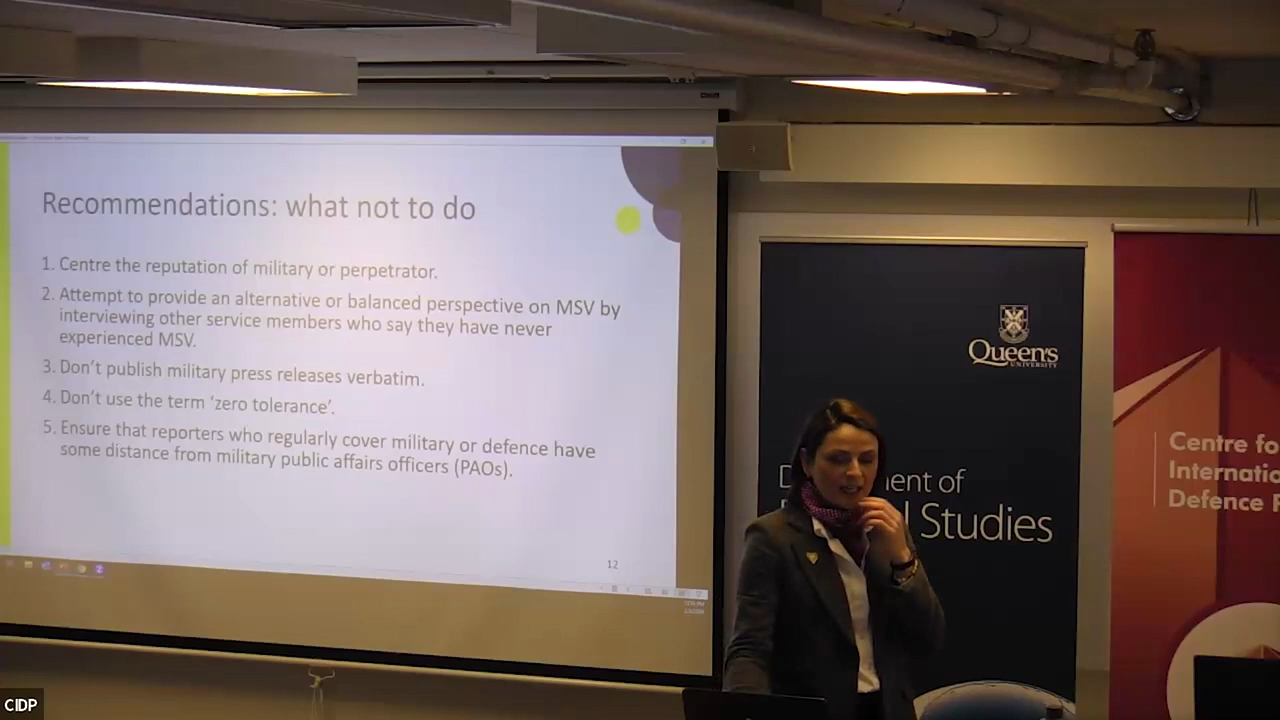 Recommendations: what not to do
1. Centre the reputation of military or perpetrator.
2. Attempt to provide an alternative or balanced perspective on MSV by
interviewing other service members who say they have never
experienced MSV.
3. Don't publish military press releases verbatim.
4. Don't use the term 'zero tolerance'.
5. Ensure that reporters who regularly cover military or defence have
some distance from military public affairs officers (PAOs).
12
Queen's
UNIVERSITY
D ent of
l Studies
Centre fo
Internatio
Defence P
CIDP